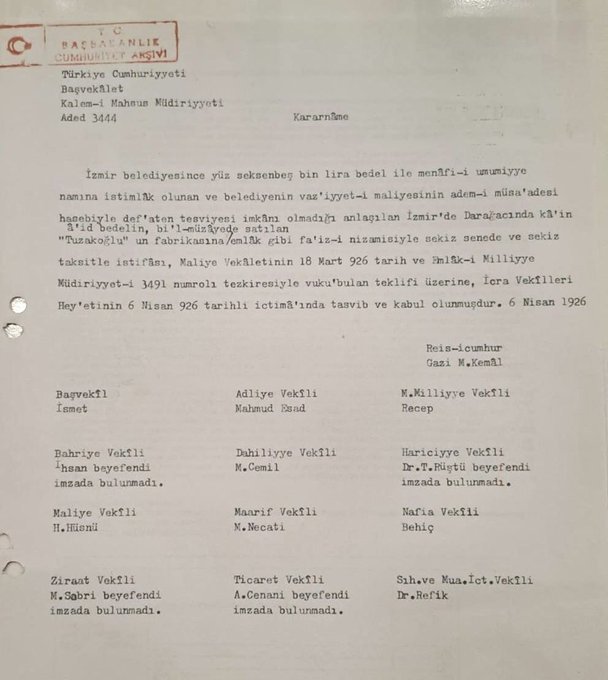 T C
BAŞBAKANLIK
CUMHURİYET ARŞİVİ
Türkiye Cumhuriyyeti
Başvekâlet
Kalem-i Mahsus Müdiriyyeti
Aded 3444
Kararnâme
İzmir belediyesince yüz seksenbeş bin lira bedel ile menâfi-i umumiyye
namına istimlâk olunan ve belediyenin vaz'iyyet-i maliyesinin adem-i müsa'adesi
hasebiyle def'aten tesviyesi imkânı olmadığı anlaşılan İzmir'de Darağacında kâ'in
â'id bedelin, bi'l-müzâyede satılan
"Tuzakoğlu" un fabrikasına/emlâk gibi fa'iz-i nizamisiyle sekiz senede ve sekiz
taksitle istifâsı, Maliye Vekâletinin 18 Mart 926 tarih ve Emlâk-i Milliyye
Müdiriyyet-i 3491 numrolı tezkiresiyle vuku'bulan teklifi üzerine, İcra Vekîlleri
Hey'etinin 6 Nisan 926 tarihli ictimâ'ında tasvib ve kabul olunmuşdur. 6 Nisan 1926
Reis-icumhur
Gazi M.Kemâl
Başvekîl
İsmet
Adliye Vekîli
Mahmud Esad
M.Milliyye Vekîli
Recep
Bahriye Vekîli
İhsan beyefendi
imzada bulunmadı.
Dahiliyye Vekîli
M.Cemil
Hariciyye Vekîli
Dr.T.Rüştü beyefendi
imzada bulunmadı.
Maliye Vekîli
H.Hüsnü
Maarif Vekîli
M.Necati
Nafia Vekîli
Behiç
Ziraat Vekîli
M.Sabri beyefendi
imzada bulunmadı.
Ticaret Vekîli
A.Cenani beyefendi
imzada bulunmadı.
Sıh.ve Mua.İct.Vekîli
Dr.Refik